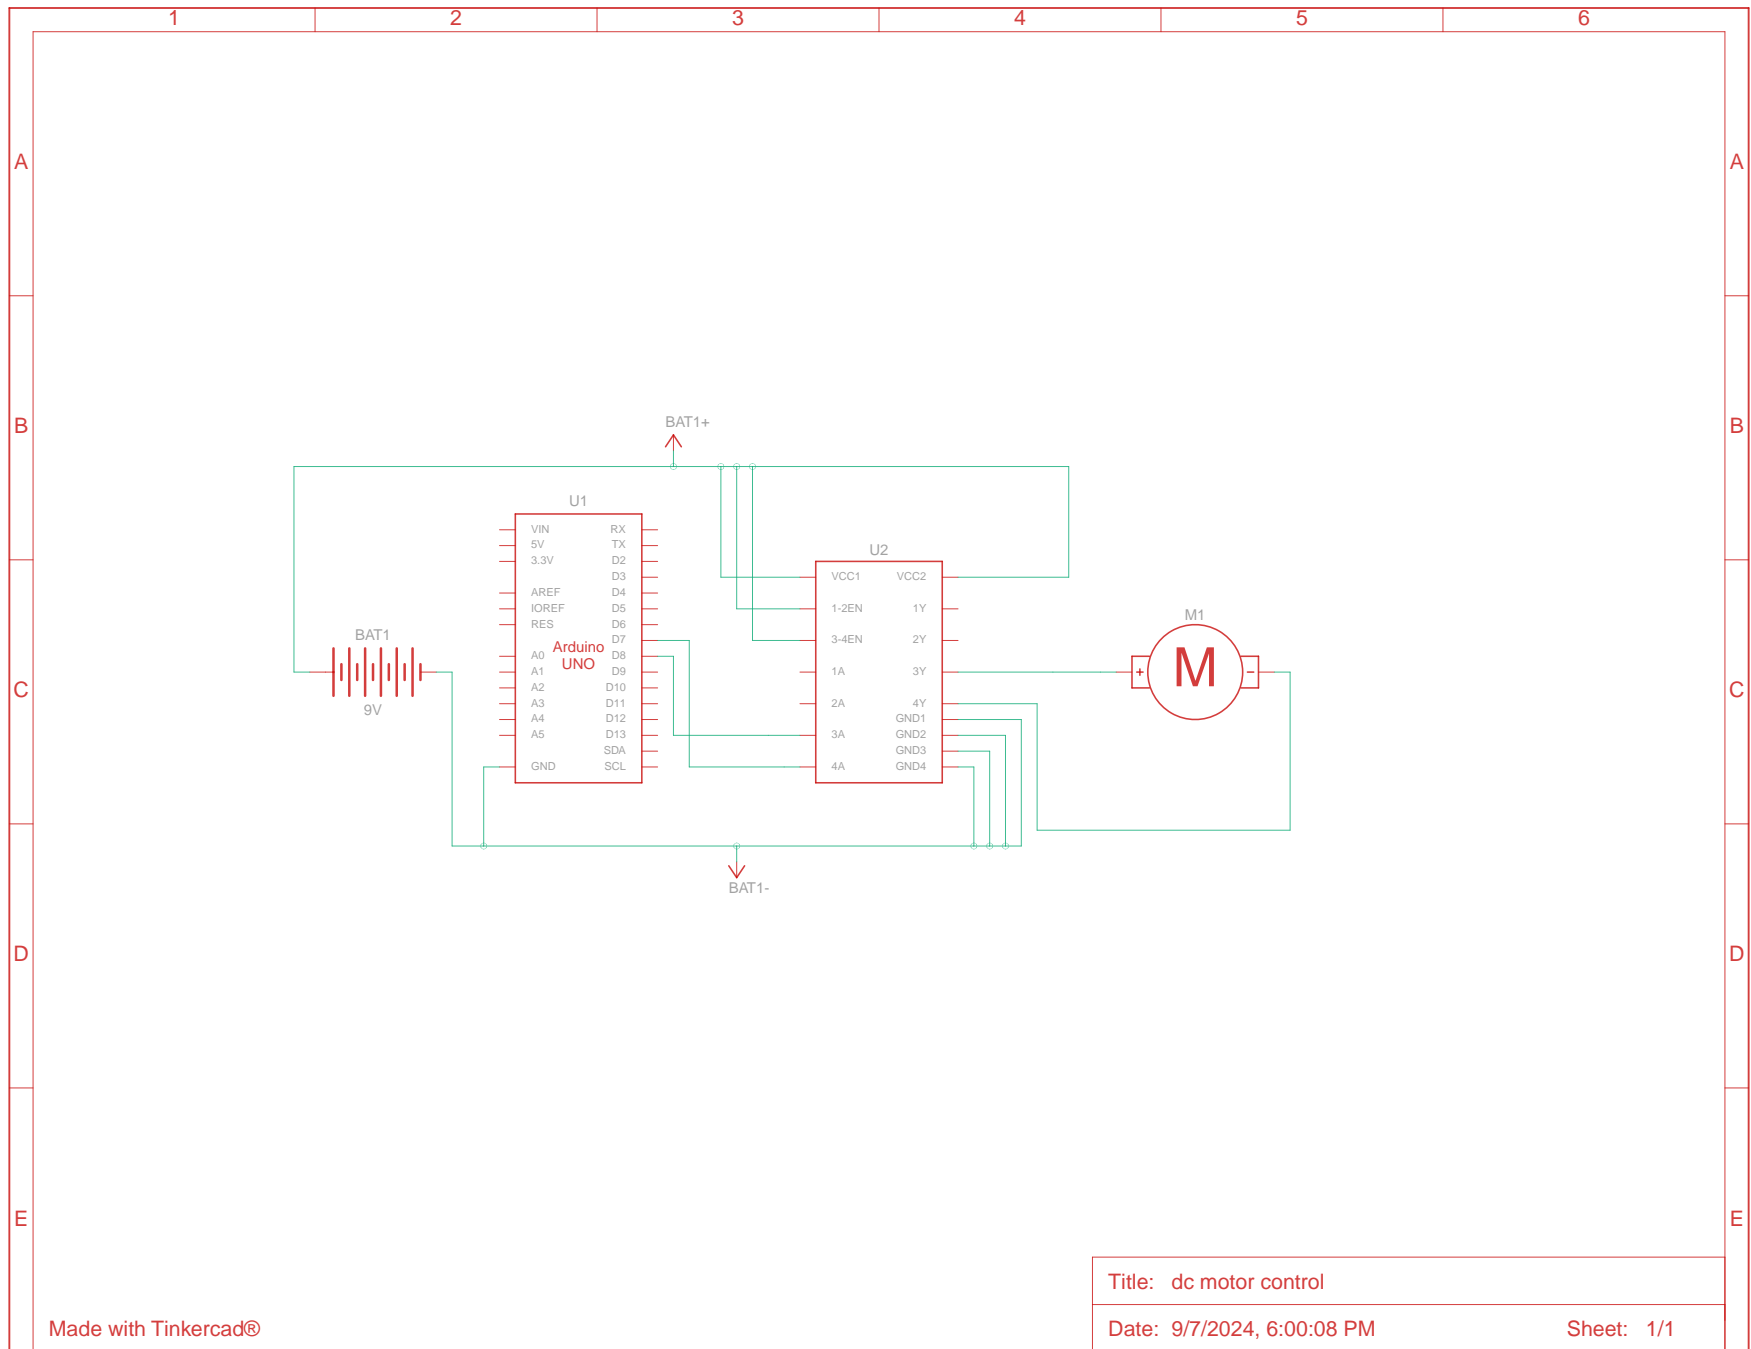 1 2 3 4 5 6
A A
B B
BAT1+
U1
VIN RX
5V TX
3.3V D2
D3
AREF D4
IOREF D5
RES D6
D7
A0 D8
A1 D9
A2 D10
A3 D11
A4 D12
A5 D13
SDA
GND SCL
Arduino
UNO
U2
VCC1 VCC2
1-2EN 1Y
3-4EN 2Y
1A 3Y
2A 4Y
GND1
3A GND2
GND3
4A GND4
BAT1
9V
M1
+ M -
C C
BAT1-
D D
E E
Title: dc motor control
Made with Tinkercad®
Date: 9/7/2024, 6:00:08 PM Sheet: 1/1